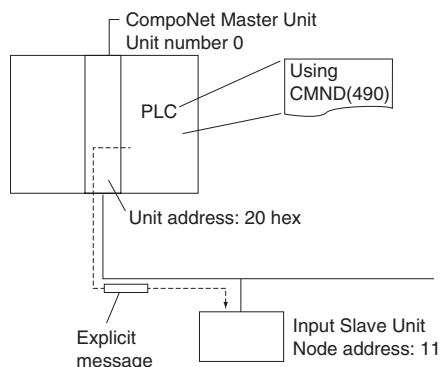 CompoNet Master Unit
Unit number 0
Using
CMND(490)
PLC
Unit address: 20 hex
Explicit
message
Input Slave Unit
Node address: 11